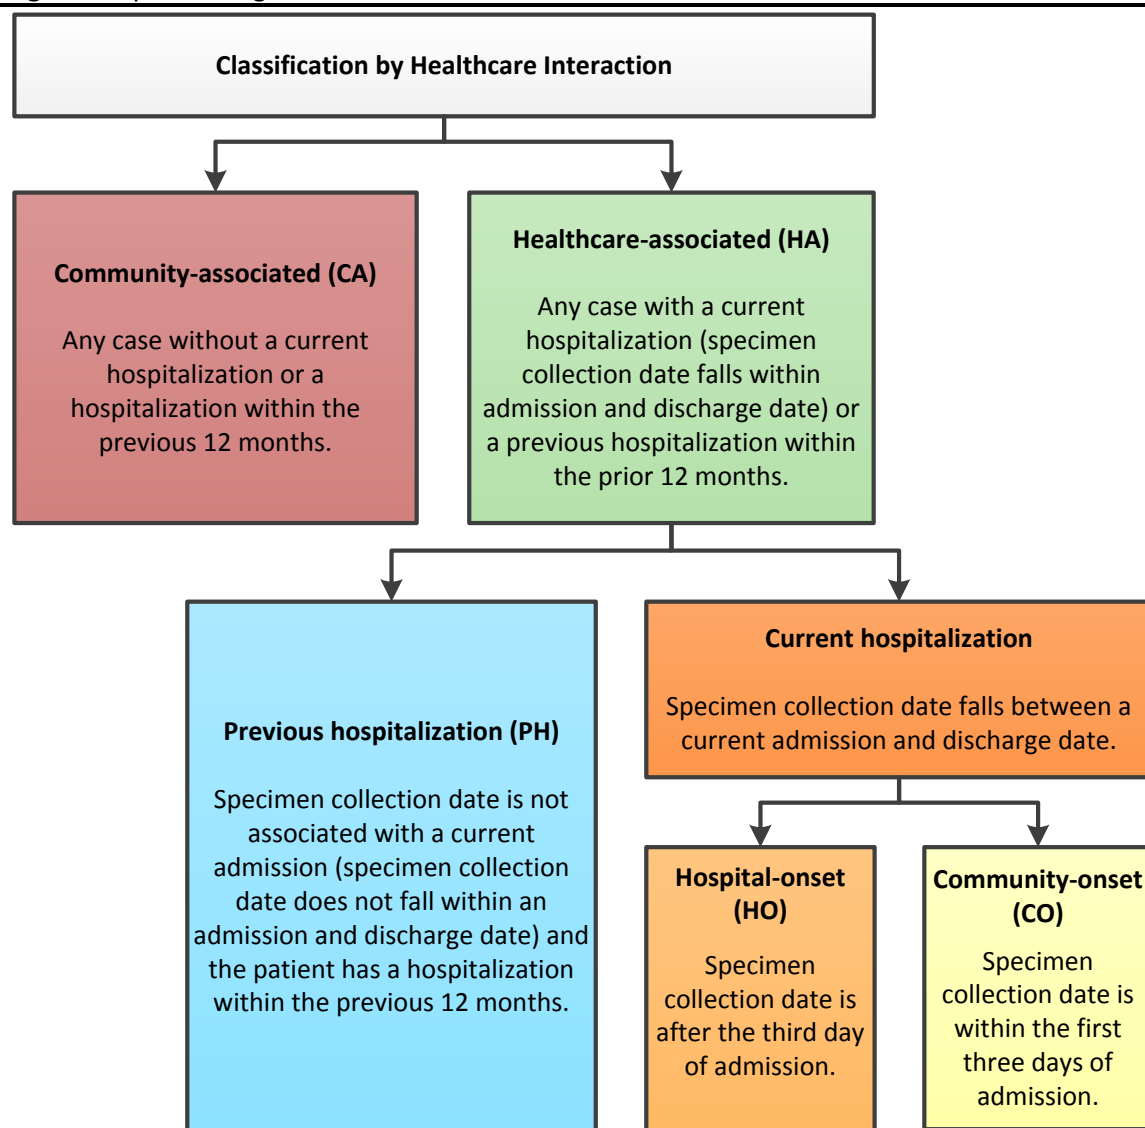 Classification by Healthcare Interaction
Community-associated (CA)
Any case without a current
hospitalization or a
hospitalization within the
previous 12 months.
Healthcare-associated (HA)
Any case with a current
hospitalization (specimen
collection date falls within
admission and discharge date) or
a previous hospitalization within
the prior 12 months.
Previous hospitalization (PH)
Specimen collection date is not
associated with a current
admission (specimen collection
date does not fall within an
admission and discharge date) and
the patient has a hospitalization
within the previous 12 months.
Current hospitalization
Specimen collection date falls between a
current admission and discharge date.
Hospital-onset
(HO)
Specimen
collection date is
after the third day
of admission.
Community-onset
(CO)
Specimen
collection date is
within the first
three days of
admission.